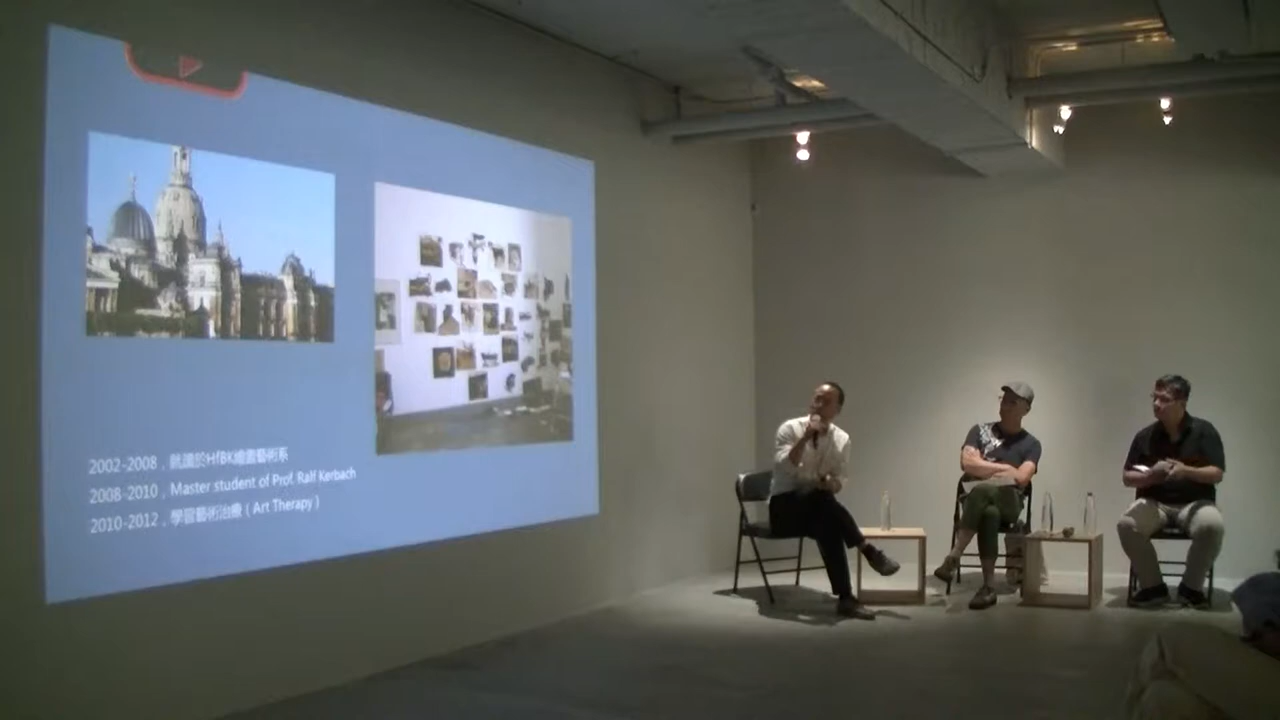 2002-2008，就讀於HfBK繪畫藝術系
2008-2010，Master student of Prof. Ralf Kerbach
2010-2012，學習藝術治療（Art Therapy）